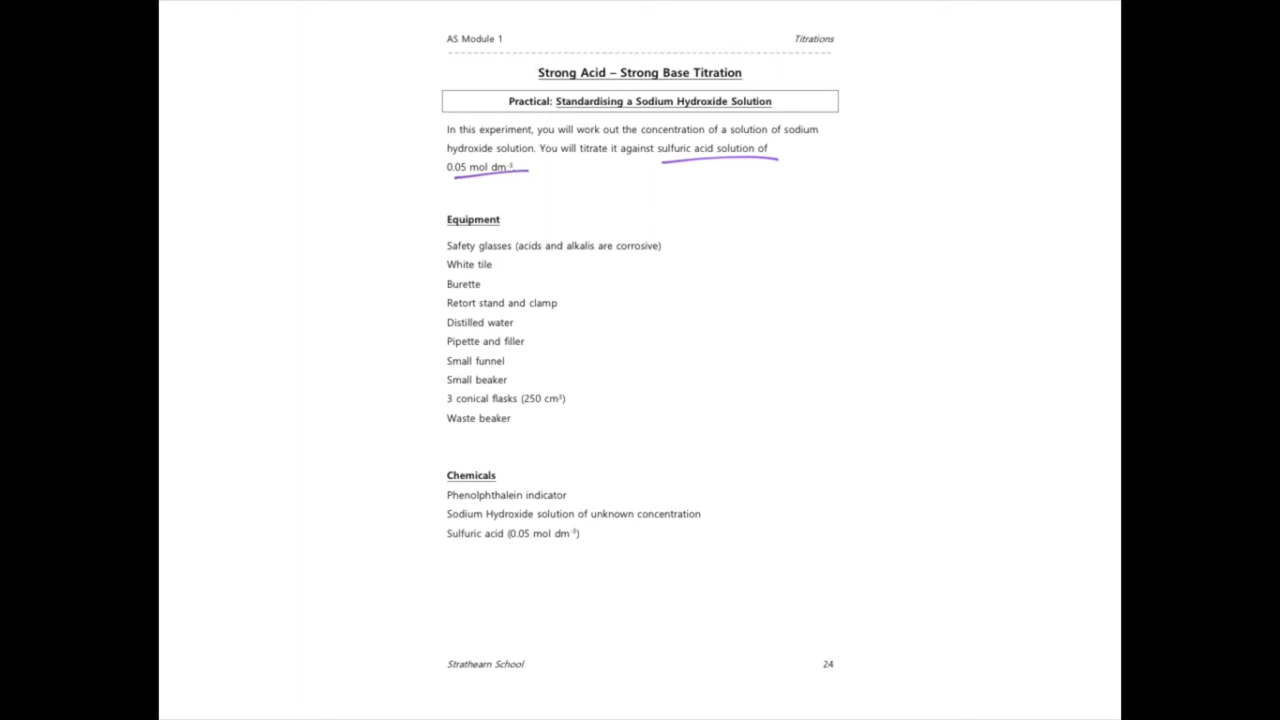 AS Module 1 Titrations
Strong Acid – Strong Base Titration
Practical: Standardising a Sodium Hydroxide Solution
In this experiment, you will work out the concentration of a solution of sodium
hydroxide solution. You will titrate it against sulfuric acid solution of
0.05 mol dm⁻³
Equipment
Safety glasses (acids and alkalis are corrosive)
White tile
Burette
Retort stand and clamp
Distilled water
Pipette and filler
Small funnel
Small beaker
3 conical flasks (250 cm³)
Waste beaker
Chemicals
Phenolphthalein indicator
Sodium Hydroxide solution of unknown concentration
Sulfuric acid (0.05 mol dm⁻³)
Strathearn School 24